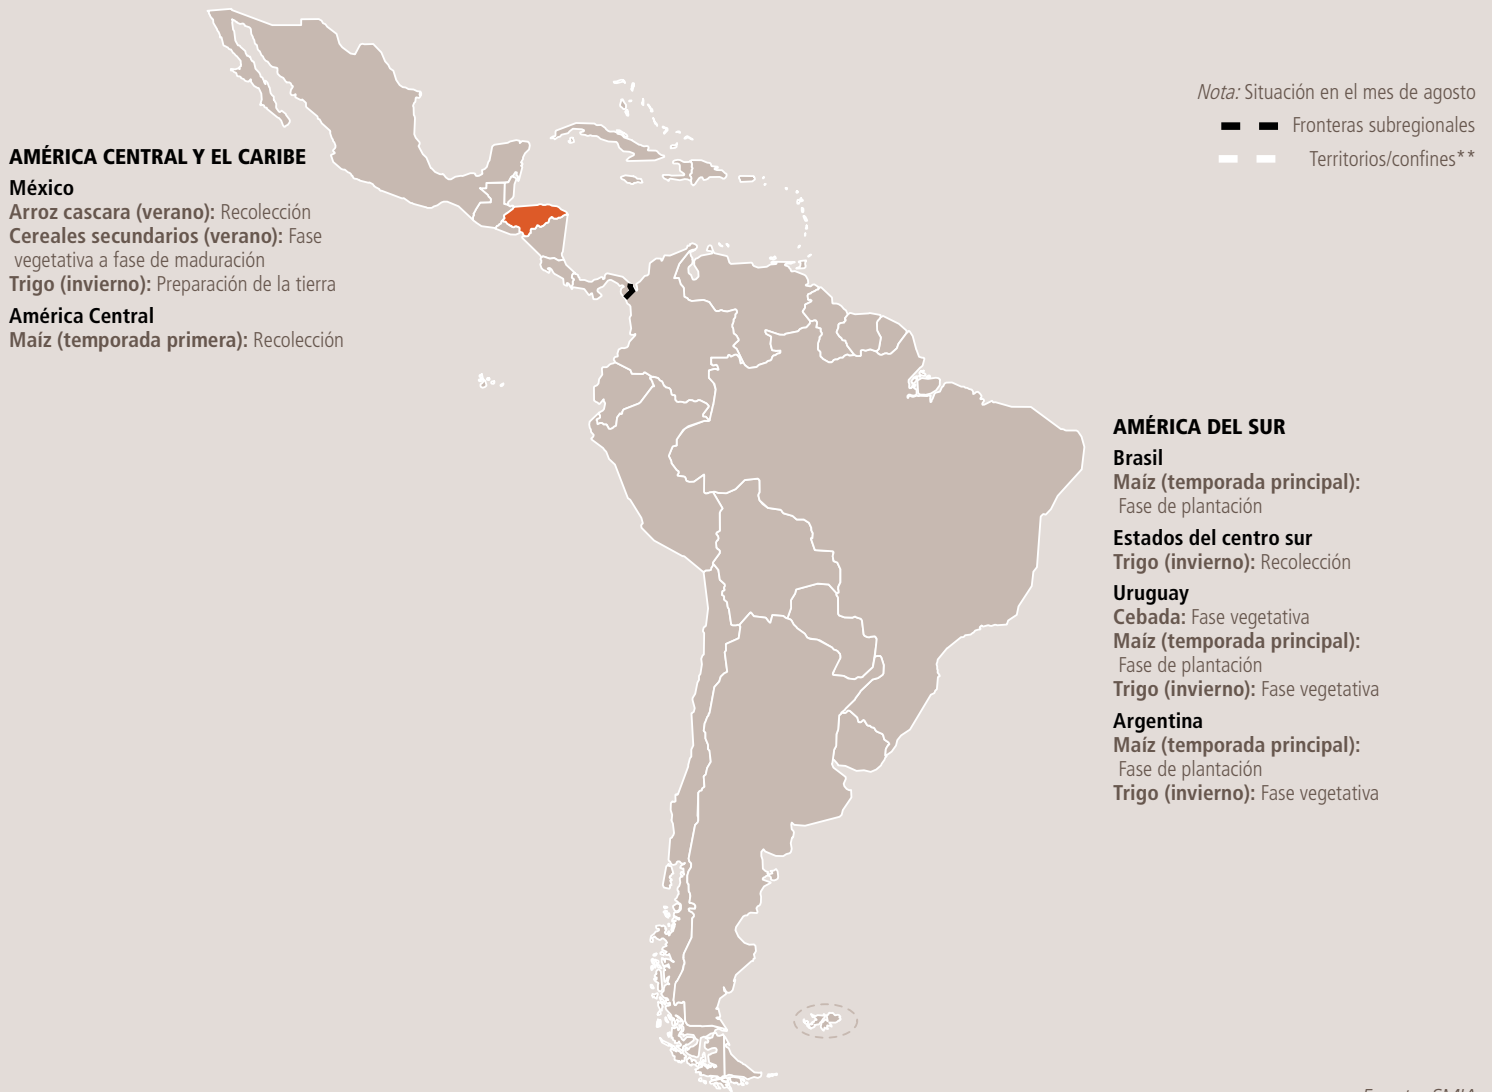 Nota: Situación en el mes de agosto
Fronteras subregionales
Territorios/confines**
AMÉRICA CENTRAL Y EL CARIBE
México
Arroz cascara (verano): Recolección
Cereales secundarios (verano): Fase
vegetativa a fase de maduración
Trigo (invierno): Preparación de la tierra
América Central
Maíz (temporada primera): Recolección
AMÉRICA DEL SUR
Brasil
Maíz (temporada principal):
Fase de plantación
Estados del centro sur
Trigo (invierno): Recolección
Uruguay
Cebada: Fase vegetativa
Maíz (temporada principal):
Fase de plantación
Trigo (invierno): Fase vegetativa
Argentina
Maíz (temporada principal):
Fase de plantación
Trigo (invierno): Fase vegetativa